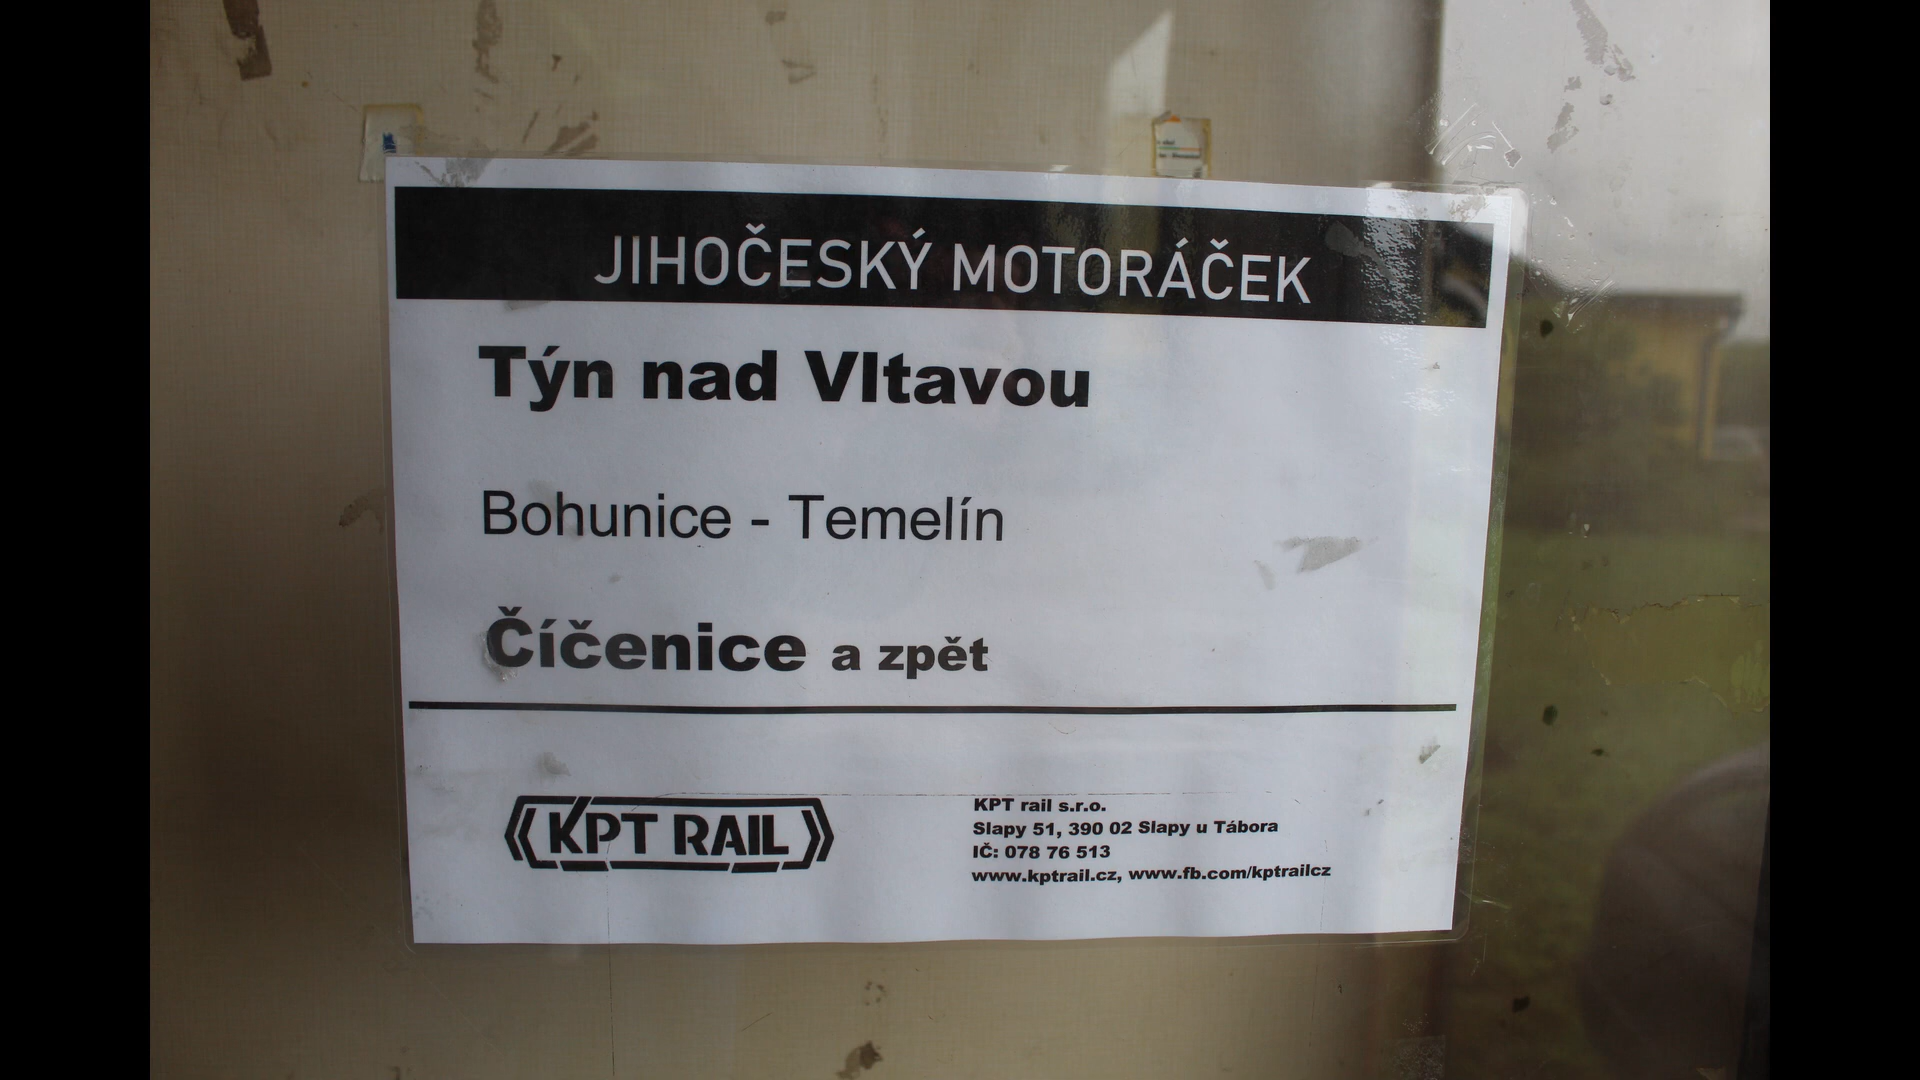 JIHOČESKÝ MOTORÁČEK
Týn nad Vltavou
Bohunice - Temelín
Číčenice a zpět
KPT RAIL
KPT rail s.r.o.
Slapy 51, 390 02 Slapy u Tábora
IČ: 078 76 513
www.kptrail.cz, www.fb.com/kptrailcz